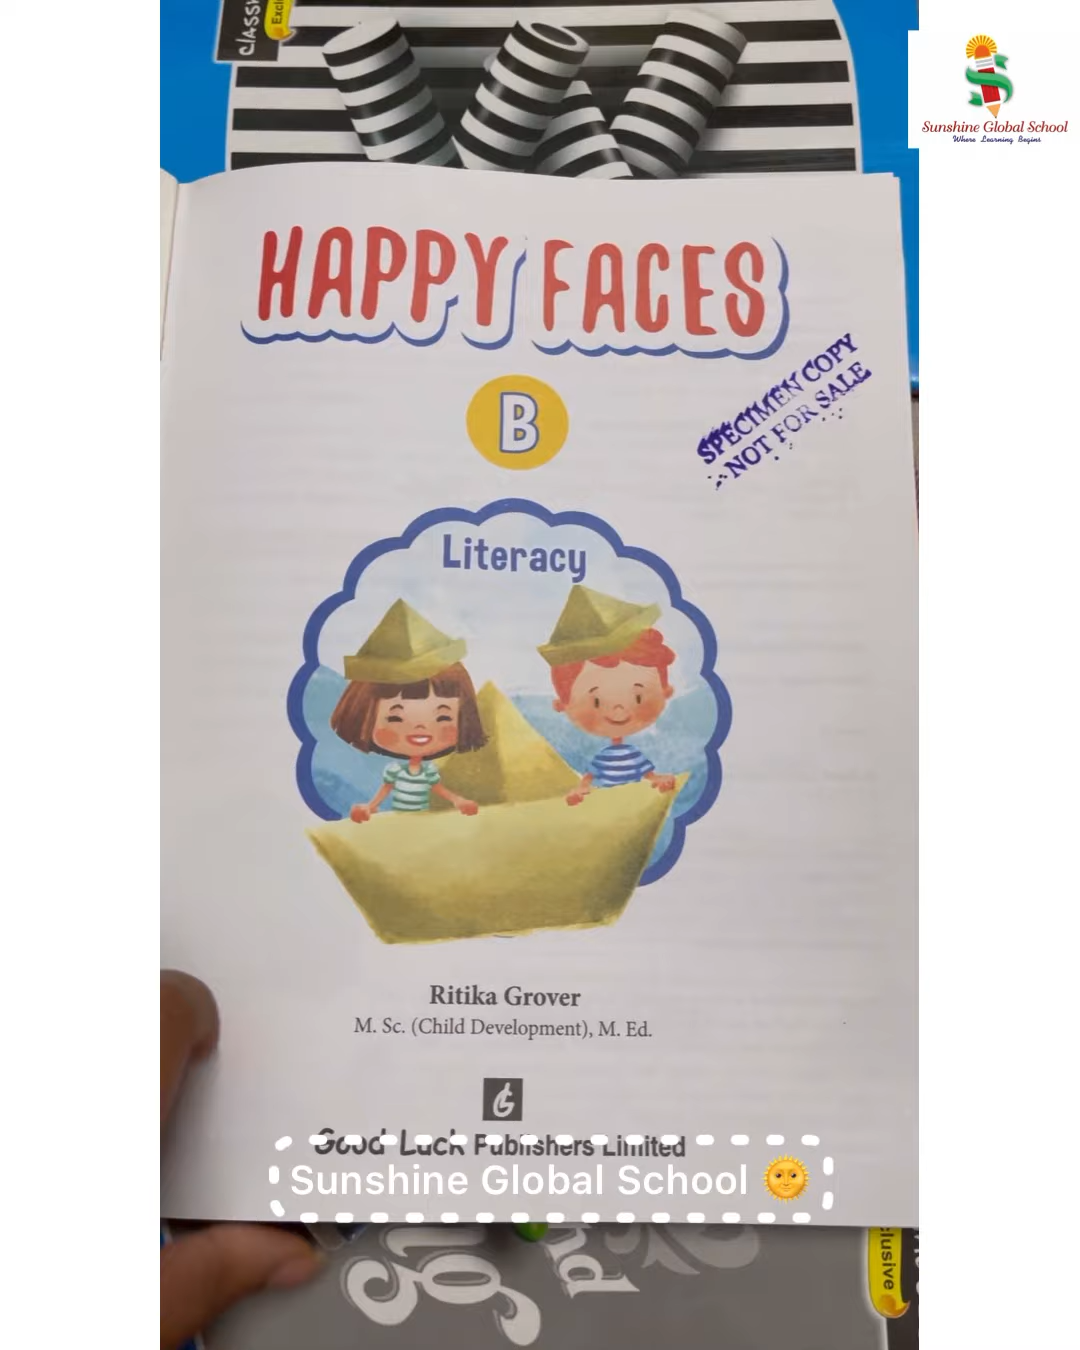 CLASSM
Sunshine Global School
Where Learning Begins
HAPPY FACES
B
SPECIMEN COPY
NOT FOR SALE
Literacy
Ritika Grover
M. Sc. (Child Development), M. Ed.
G
Good Luck Publishers Limited
Sunshine Global School 🌞